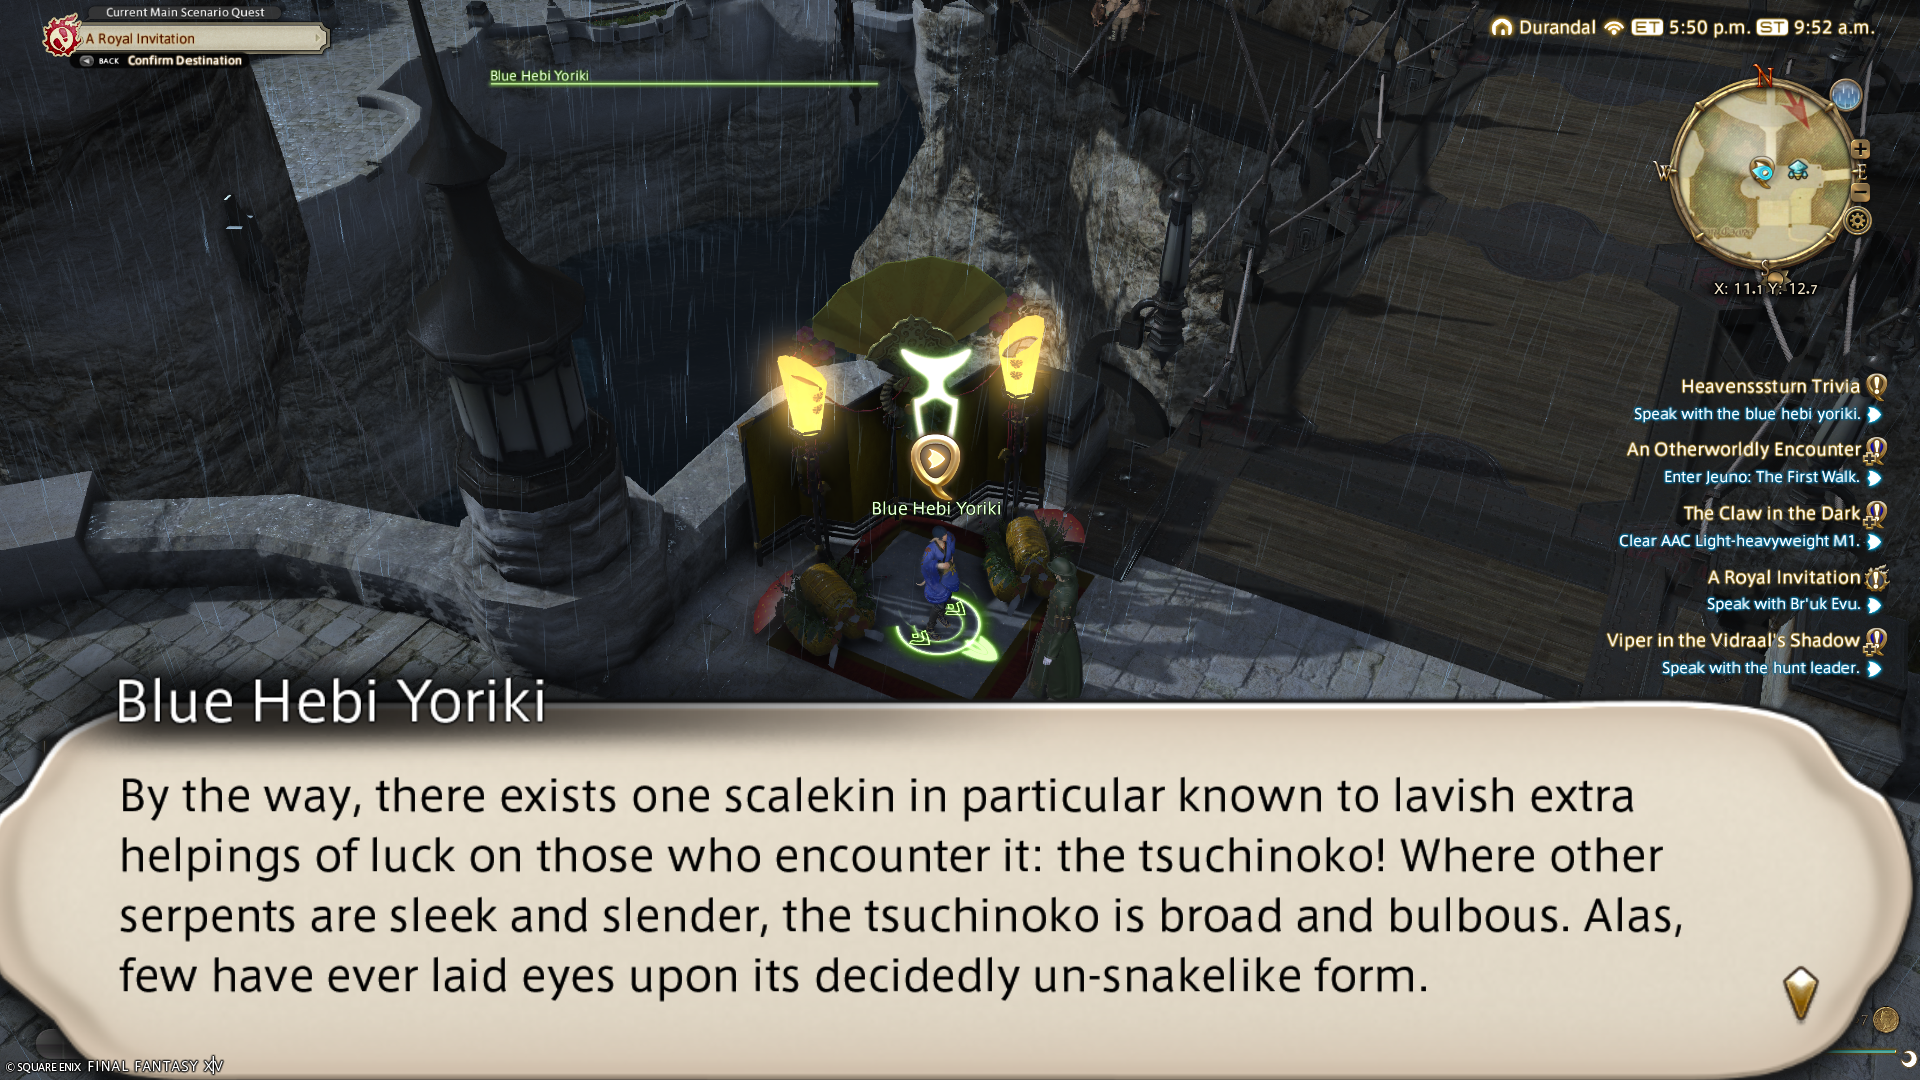 Current Main Scenario Quest
A Royal Invitation
BACK Confirm Destination
Blue Hebi Yoriki
Durandal ET 5:50 p.m. ST 9:52 a.m.
N
W
E
S
X: 11.1 Y: 12.7
Heavensssturn Trivia
Speak with the blue hebi yoriki.
An Otherworldly Encounter
Enter Jeuno: The First Walk.
The Claw in the Dark
Clear AAC Light-heavyweight M1.
A Royal Invitation
Speak with Br'uk Evu.
Viper in the Vidraal's Shadow
Speak with the hunt leader.
Blue Hebi Yoriki
Blue Hebi Yoriki
By the way, there exists one scalekin in particular known to lavish extra
helpings of luck on those who encounter it: the tsuchinoko! Where other
serpents are sleek and slender, the tsuchinoko is broad and bulbous. Alas,
few have ever laid eyes upon its decidedly un-snakelike form.
© SQUARE ENIX FINAL FANTASY XIV